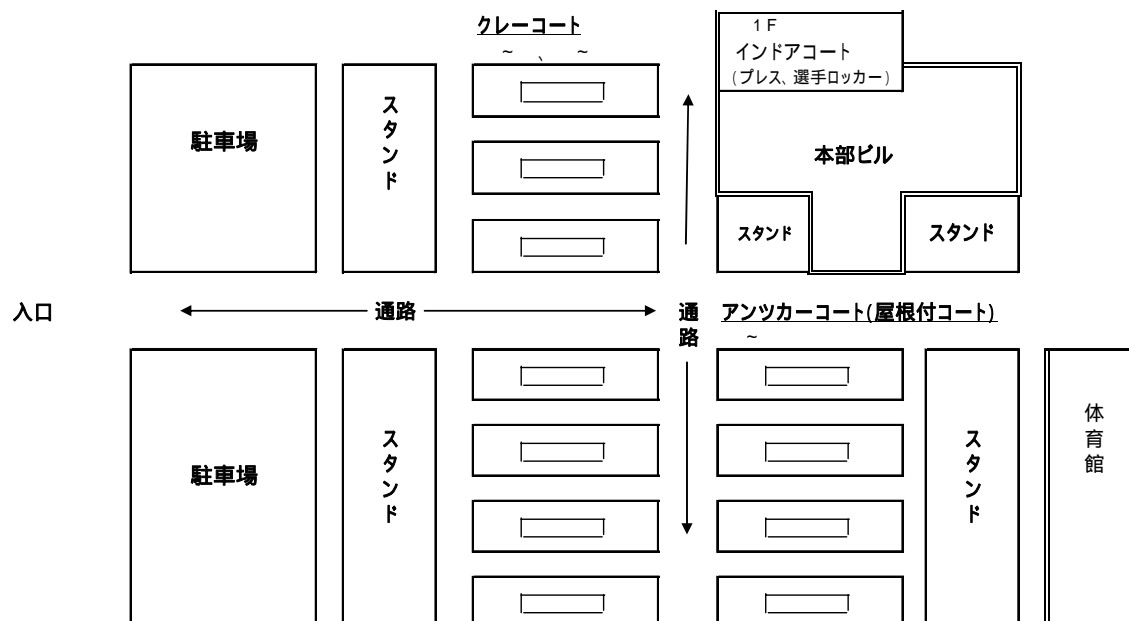 クレーコート
~ 、 ~
1F
インドアコート
(プレス、選手ロッカー)
駐車場
スタンド
本部ビル
スタンド
スタンド
入口
通路
通路
アンツカーコート(屋根付コート)
~
駐車場
スタンド
スタンド
体育館